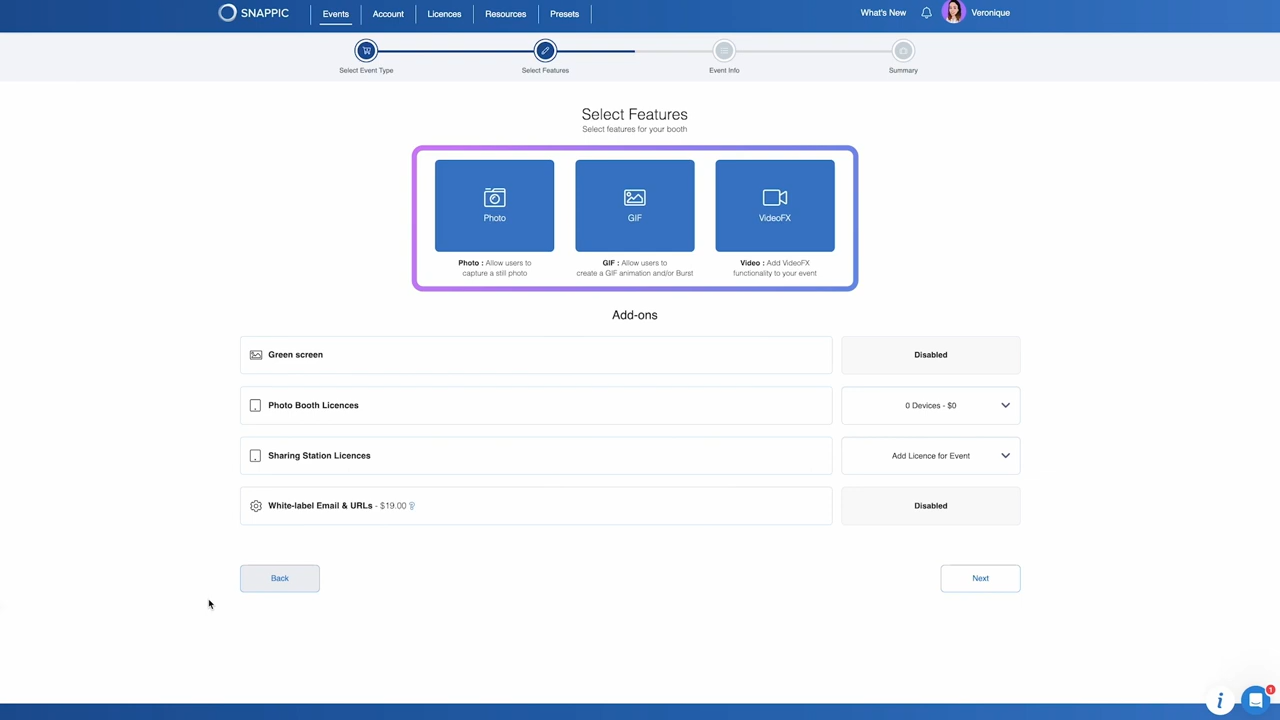 SNAPPIC Events Account Licences Resources Presets What's New Veronique
Select Event Type Select Features Event Info Summary
Select Features
Select features for your booth
Photo GIF VideoFX
Photo : Allow users to capture a still photo
GIF : Allow users to create a GIF animation and/or Burst
Video : Add VideoFX functionality to your event
Add-ons
Green screen Disabled
Photo Booth Licences 0 Devices - $0
Sharing Station Licences Add Licence for Event
White-label Email & URLs - $19.00 Disabled
Back Next
i 1